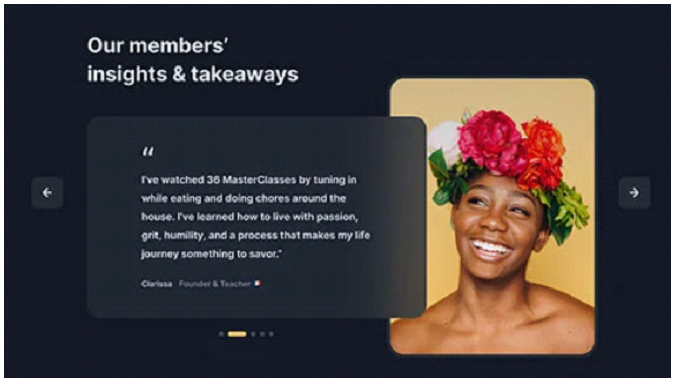 Our members'
insights & takeaways
“
I've watched 36 MasterClasses by tuning in
while eating and doing chores around the
house. I've learned how to live with passion,
grit, humility, and a process that makes my life
journey something to savor."
Clarissa Founder & Teacher